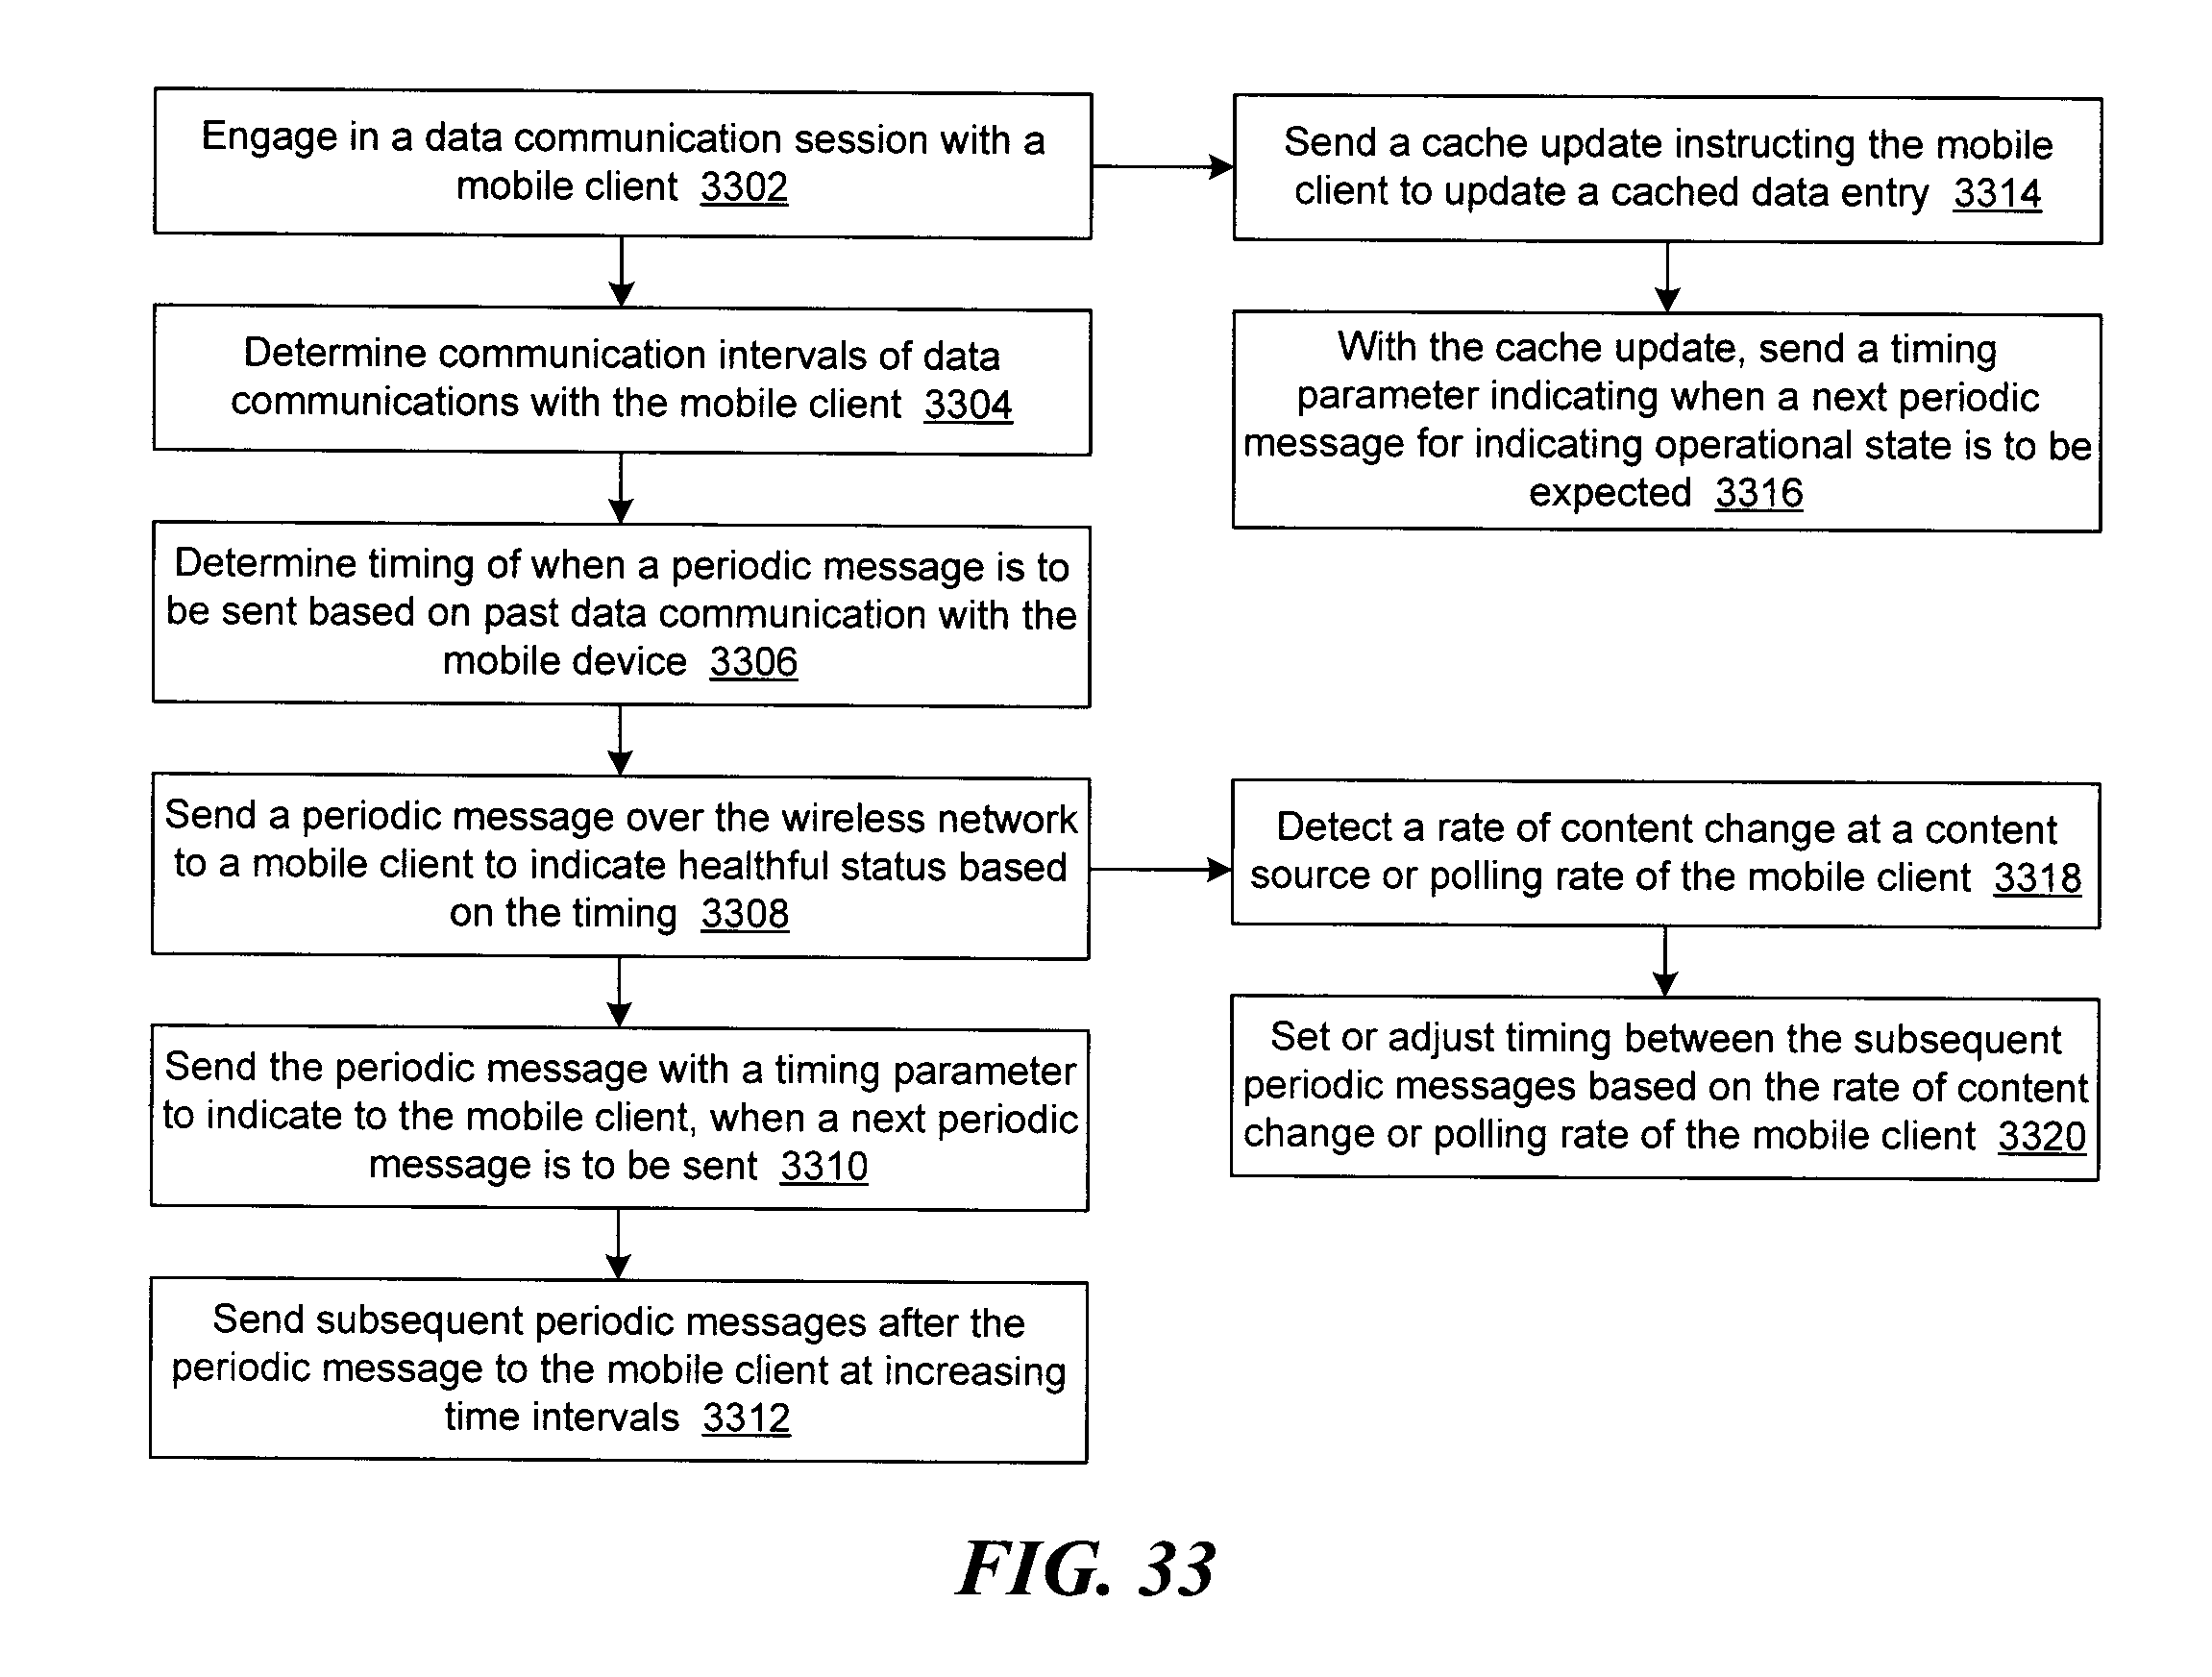 Engage in a data communication session with a
mobile client 3302
Determine communication intervals of data
communications with the mobile client 3304
Determine timing of when a periodic message is to
be sent based on past data communication with the
mobile device 3306
Send a periodic message over the wireless network
to a mobile client to indicate healthful status based
on the timing 3308
Send the periodic message with a timing parameter
to indicate to the mobile client, when a next periodic
message is to be sent 3310
Send subsequent periodic messages after the
periodic message to the mobile client at increasing
time intervals 3312
Send a cache update instructing the mobile
client to update a cached data entry 3314
With the cache update, send a timing
parameter indicating when a next periodic
message for indicating operational state is to be
expected 3316
Detect a rate of content change at a content
source or polling rate of the mobile client 3318
Set or adjust timing between the subsequent
periodic messages based on the rate of content
change or polling rate of the mobile client 3320
FIG. 33